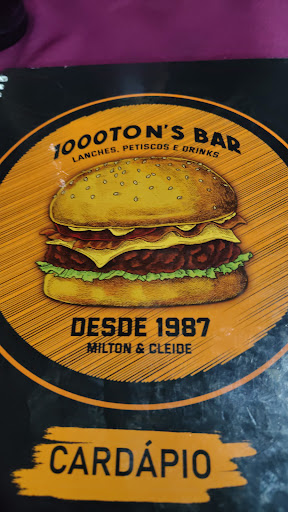 1000TON'S BAR
LANCHES, PETISCOS E DRINKS
DESDE 1987
MILTON & CLEIDE
CARDÁPIO